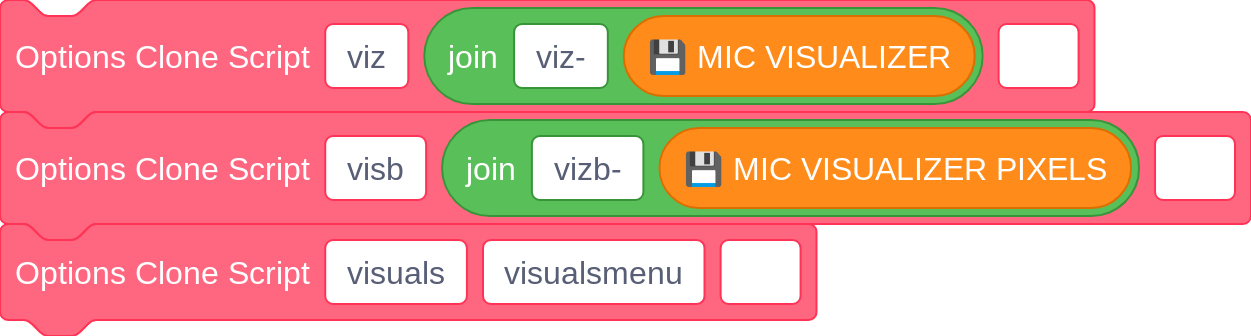 Options Clone Script viz join viz- 💾 MIC VISUALIZER
Options Clone Script visb join vizb- 💾 MIC VISUALIZER PIXELS
Options Clone Script visuals visualsmenu